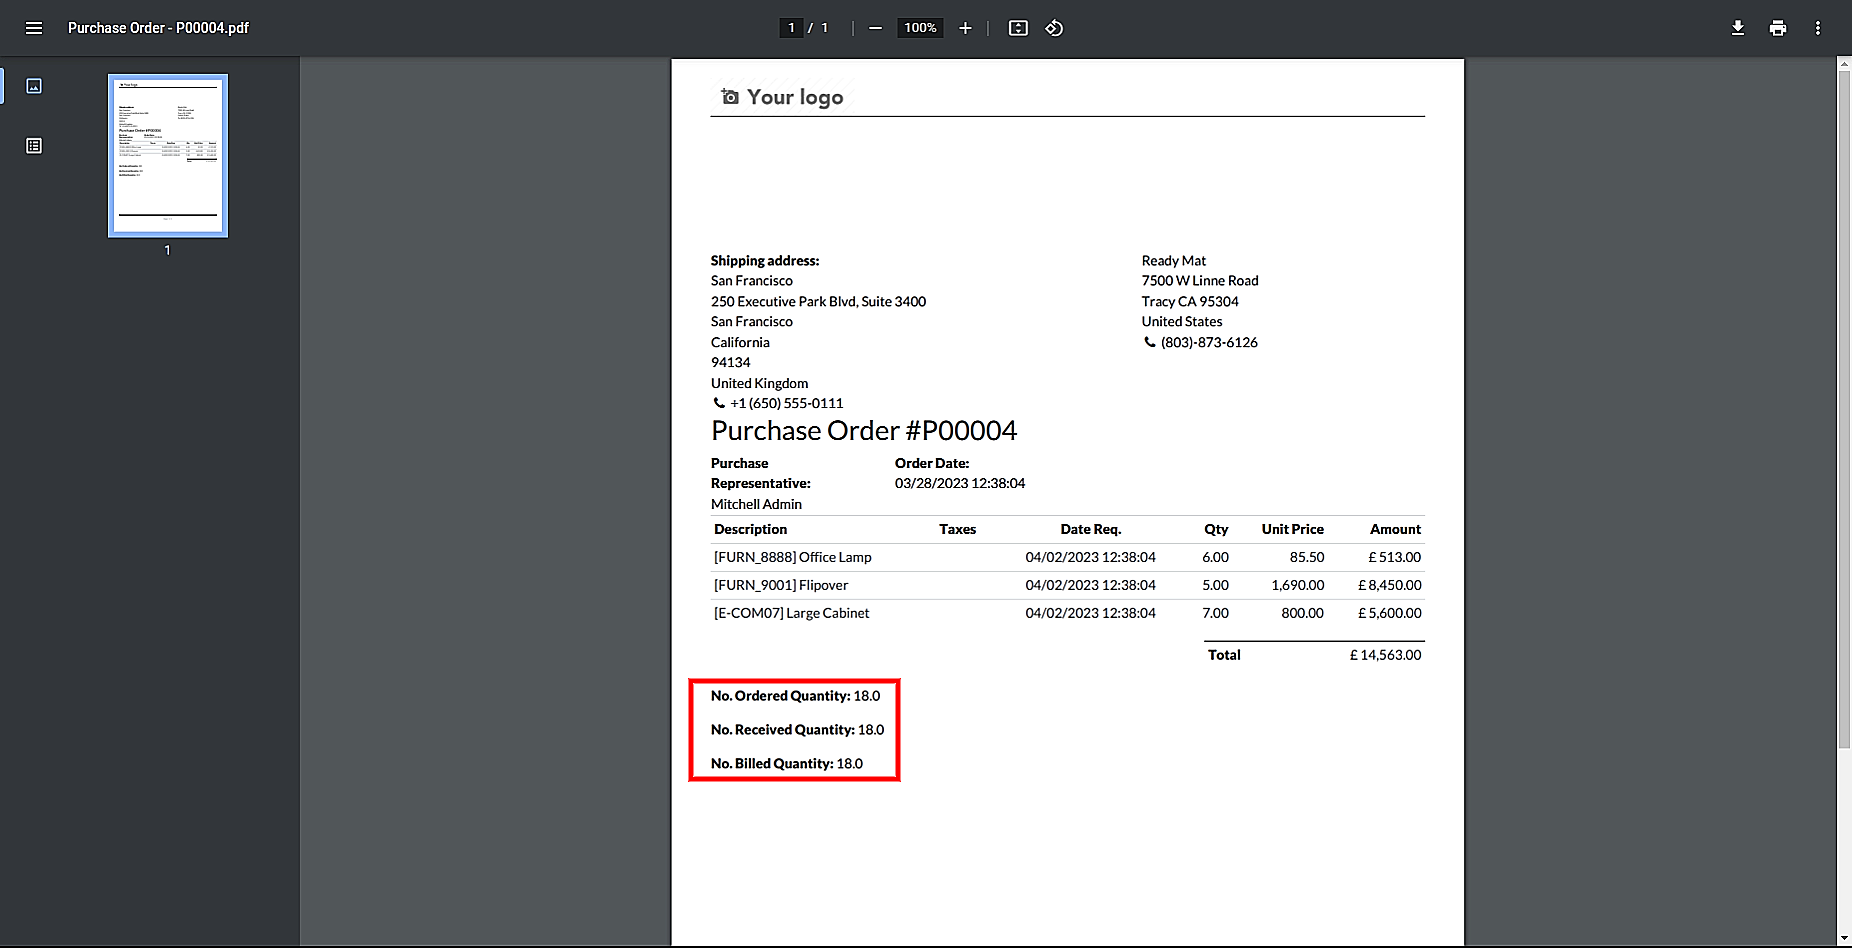 Purchase Order - P00004.pdf
1 / 1
100%
1
Your logo
Shipping address:
San Francisco
250 Executive Park Blvd, Suite 3400
San Francisco
California
94134
United Kingdom
+1 (650) 555-0111
Ready Mat
7500 W Linne Road
Tracy CA 95304
United States
(803)-873-6126
Purchase Order #P00004
Purchase Representative:
Mitchell Admin
Order Date:
03/28/2023 12:38:04
Description Taxes Date Req. Qty Unit Price Amount
[FURN_8888] Office Lamp 04/02/2023 12:38:04 6.00 85.50 £ 513.00
[FURN_9001] Flipover 04/02/2023 12:38:04 5.00 1,690.00 £ 8,450.00
[E-COM07] Large Cabinet 04/02/2023 12:38:04 7.00 800.00 £ 5,600.00
Total £ 14,563.00
No. Ordered Quantity: 18.0
No. Received Quantity: 18.0
No. Billed Quantity: 18.0